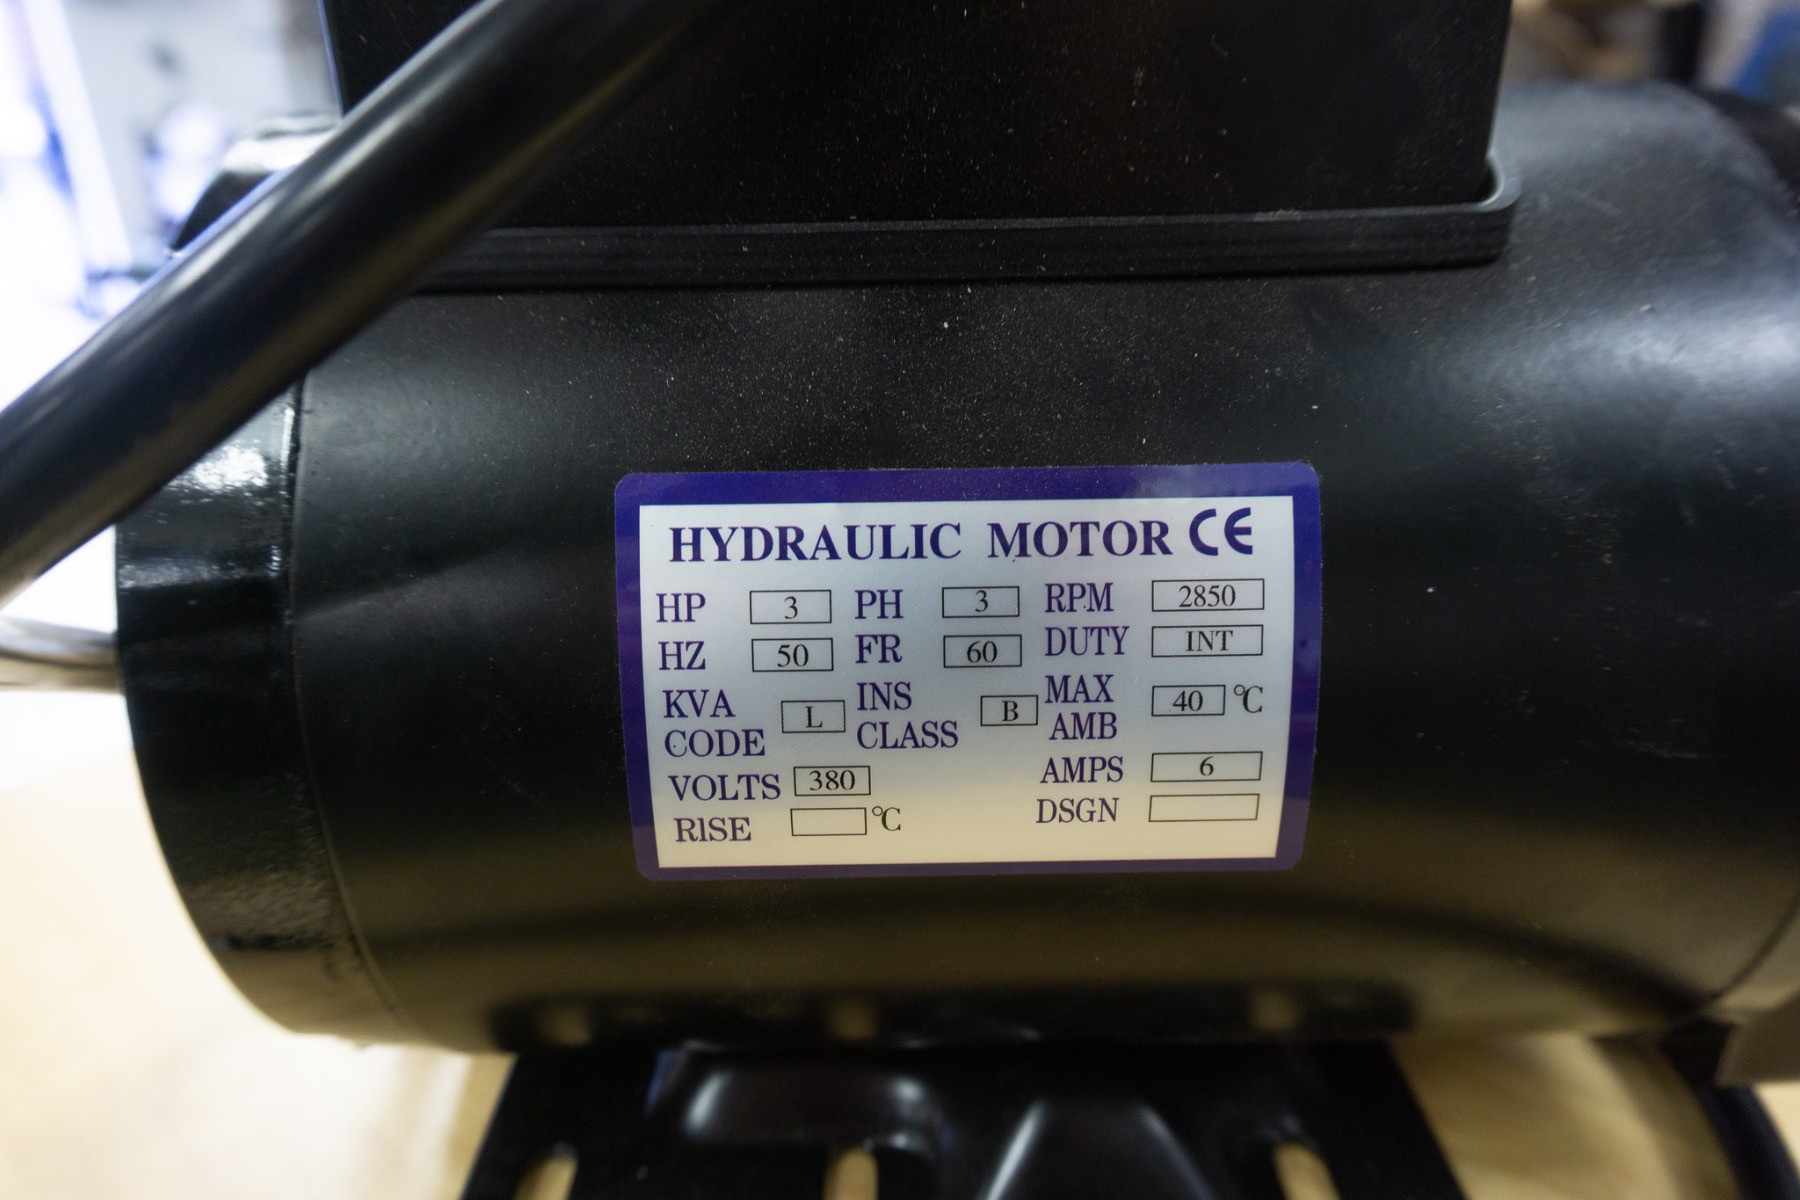 HYDRAULIC MOTOR CE
HP 3 PH 3 RPM 2850
HZ 50 FR 60 DUTY INT
KVA CODE L INS CLASS B MAX AMB 40 °C
VOLTS 380 AMPS 6
RISE °C DSGN